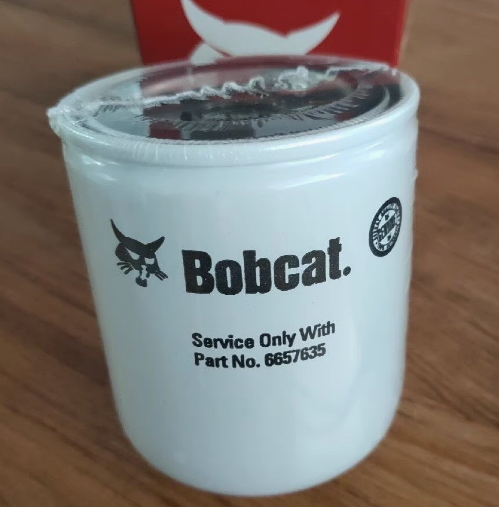 Bobcat.
Service Only With
Part No. 6657635